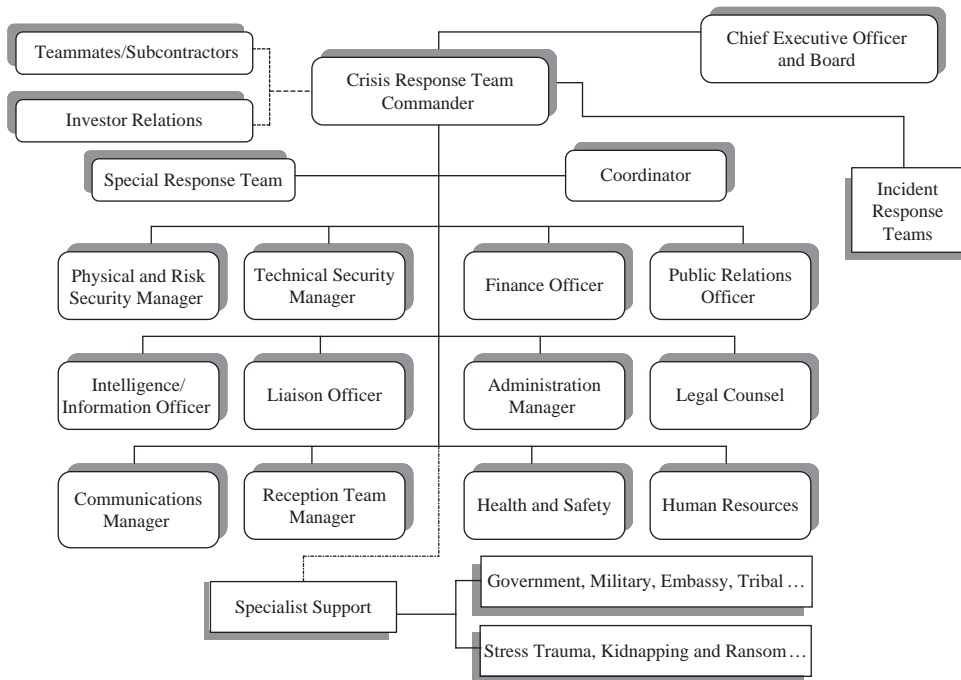 Teammates/Subcontractors
Chief Executive Officer
and Board
Crisis Response Team
Commander
Investor Relations
Special Response Team
Coordinator
Incident
Response
Teams
Physical and Risk
Security Manager
Technical Security
Manager
Finance Officer
Public Relations
Officer
Intelligence/
Information Officer
Liaison Officer
Administration
Manager
Legal Counsel
Communications
Manager
Reception Team
Manager
Health and Safety
Human Resources
Specialist Support
Government, Military, Embassy, Tribal …
Stress Trauma, Kidnapping and Ransom …